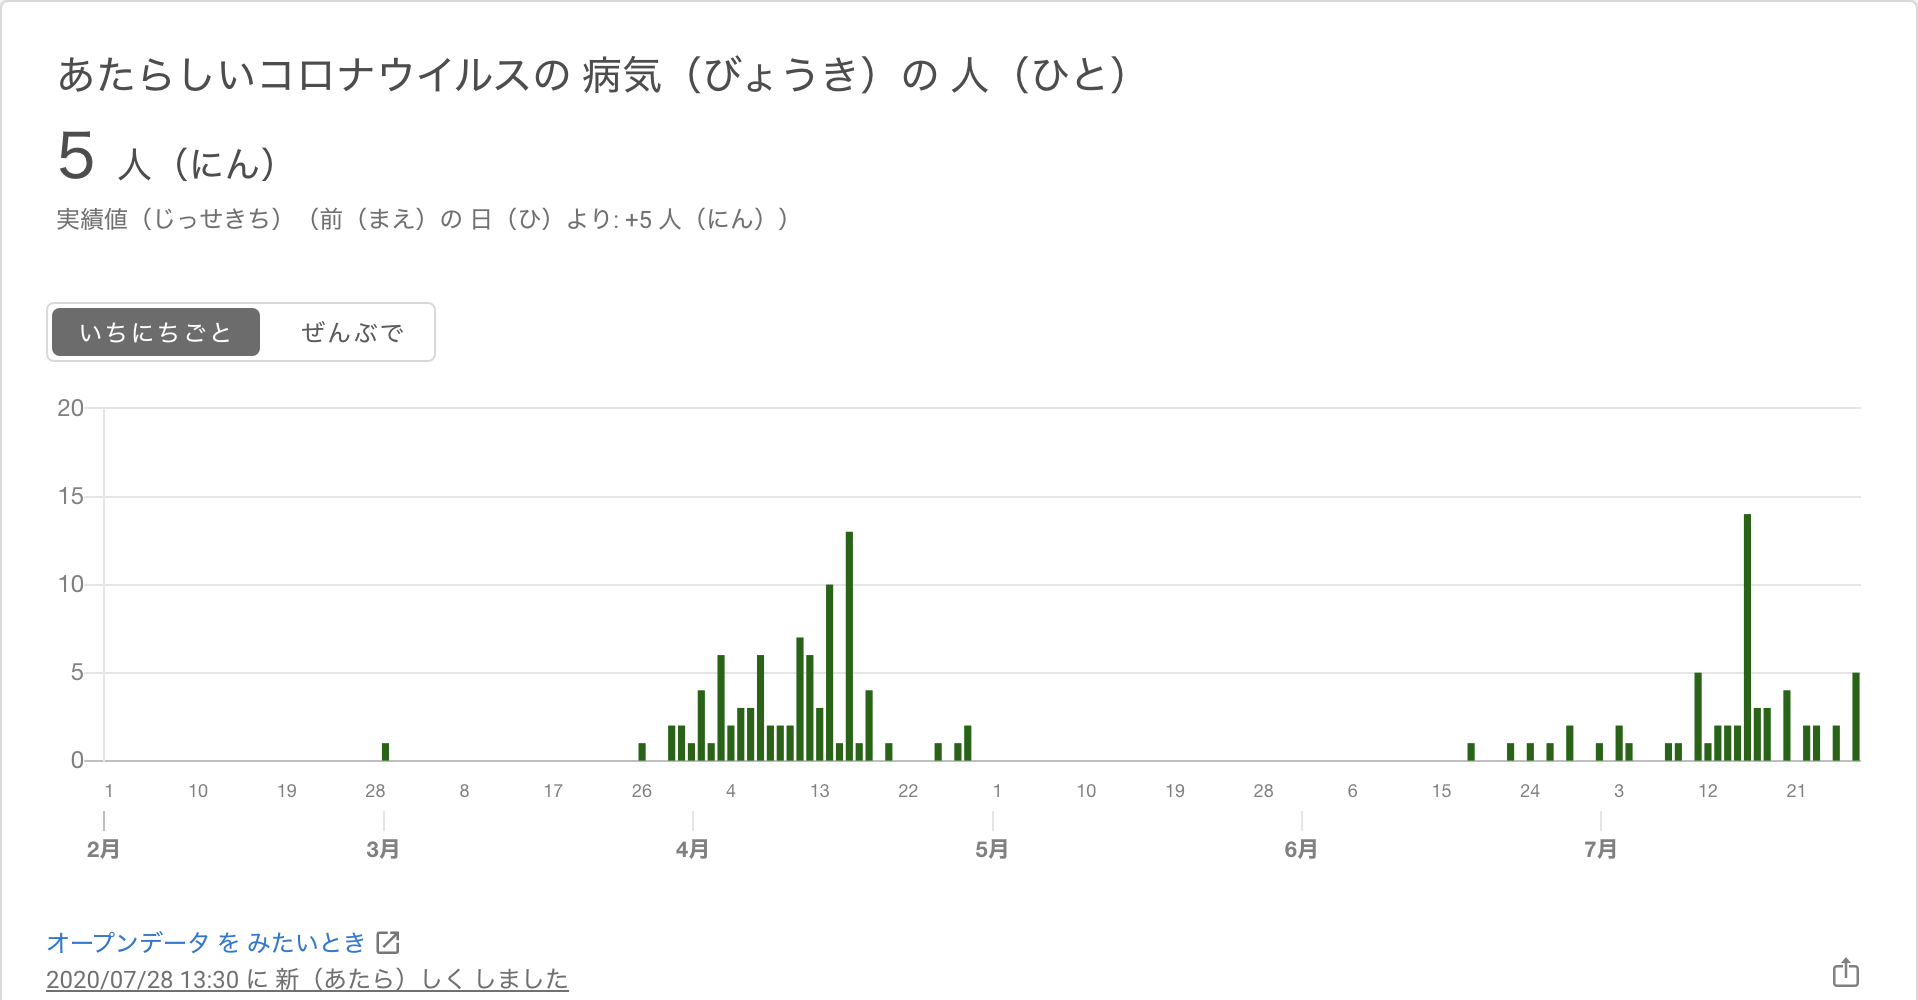 あたらしいコロナウイルスの 病気（びょうき）の 人（ひと）
5 人（にん）
実績値（じっせきち）（前（まえ）の 日（ひ）より: +5 人（にん））
いちにちごと ぜんぶで
20
15
10
5
0
1 10 19 28 8 17 26 4 13 22 1 10 19 28 6 15 24 3 12 21
2月 3月 4月 5月 6月 7月
オープンデータ を みたいとき
2020/07/28 13:30 に 新（あたら）しく しました